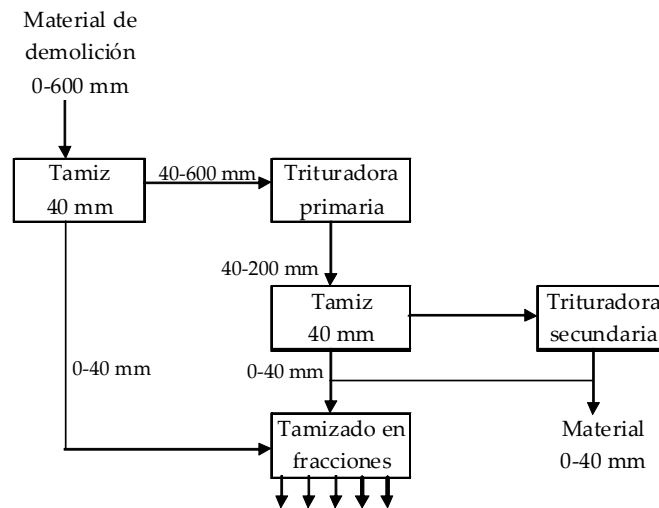 Material de
demolición
0-600 mm
Tamiz
40 mm
40-600 mm
Trituradora
primaria
40-200 mm
Tamiz
40 mm
Trituradora
secundaria
0-40 mm
0-40 mm
Tamizado en
fracciones
Material
0-40 mm